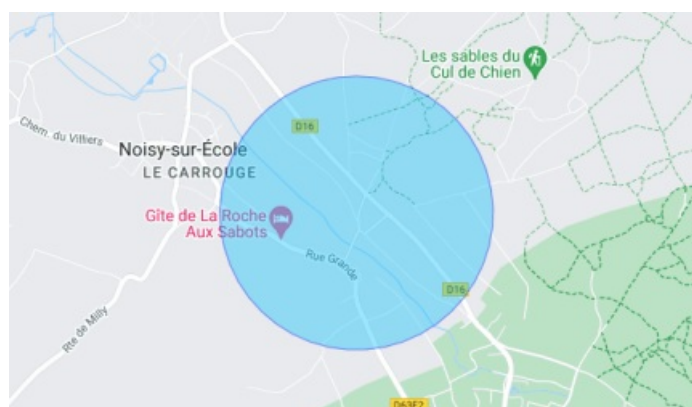 Les sables du
Cul de Chien
D16
Chem. du Villiers
Noisy-sur-École
LE CARROUGE
Gîte de La Roche
Aux Sabots
Rue Grande
D16
Rte de Milly
D63E2